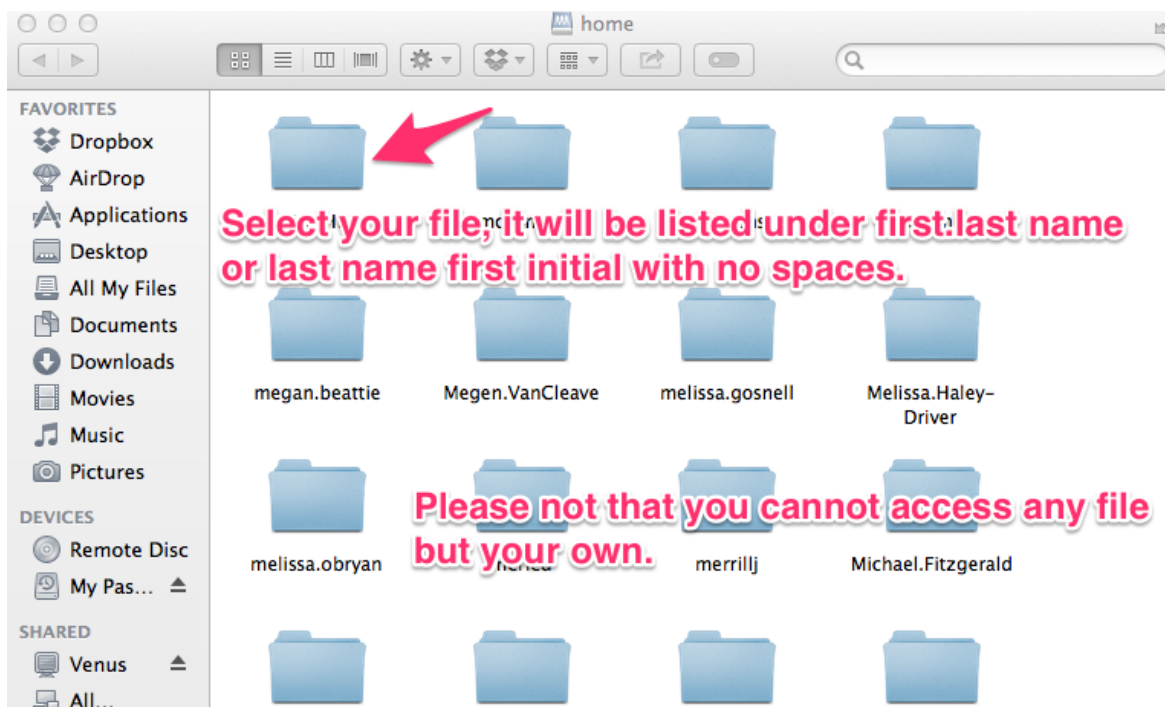 home
FAVORITES
Dropbox
AirDrop
Applications
Desktop
All My Files
Documents
Downloads
Movies
Music
Pictures
DEVICES
Remote Disc
My Pas...
SHARED
Venus
All...
Select your file, it will be listed under first.last name
or last name first initial with no spaces.
megan.beattie
Megen.VanCleave
melissa.gosnell
Melissa.Haley-
Driver
Please not that you cannot access any file
but your own.
melissa.obryan
merrillj
Michael.Fitzgerald